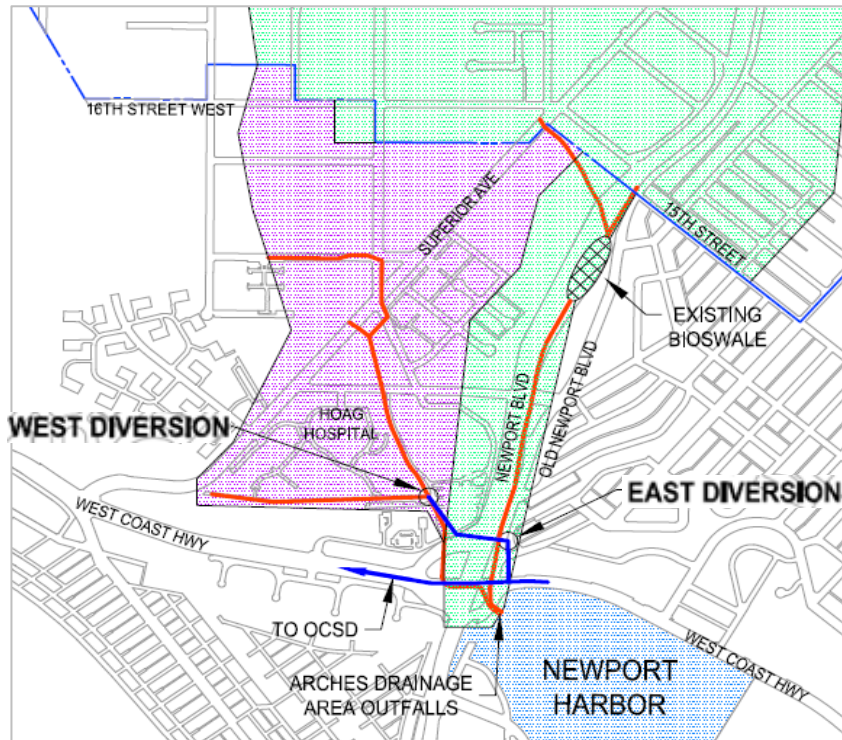 16TH STREET WEST
SUPERIOR AVE
15TH STREET
EXISTING
BIOSWALE
NEWPORT BLVD
OLD NEWPORT BLVD
HOAG
HOSPITAL
WEST DIVERSION
EAST DIVERSION
WEST COAST HWY
TO OCSD
ARCHES DRAINAGE
AREA OUTFALLS
NEWPORT
HARBOR
WEST COAST HWY